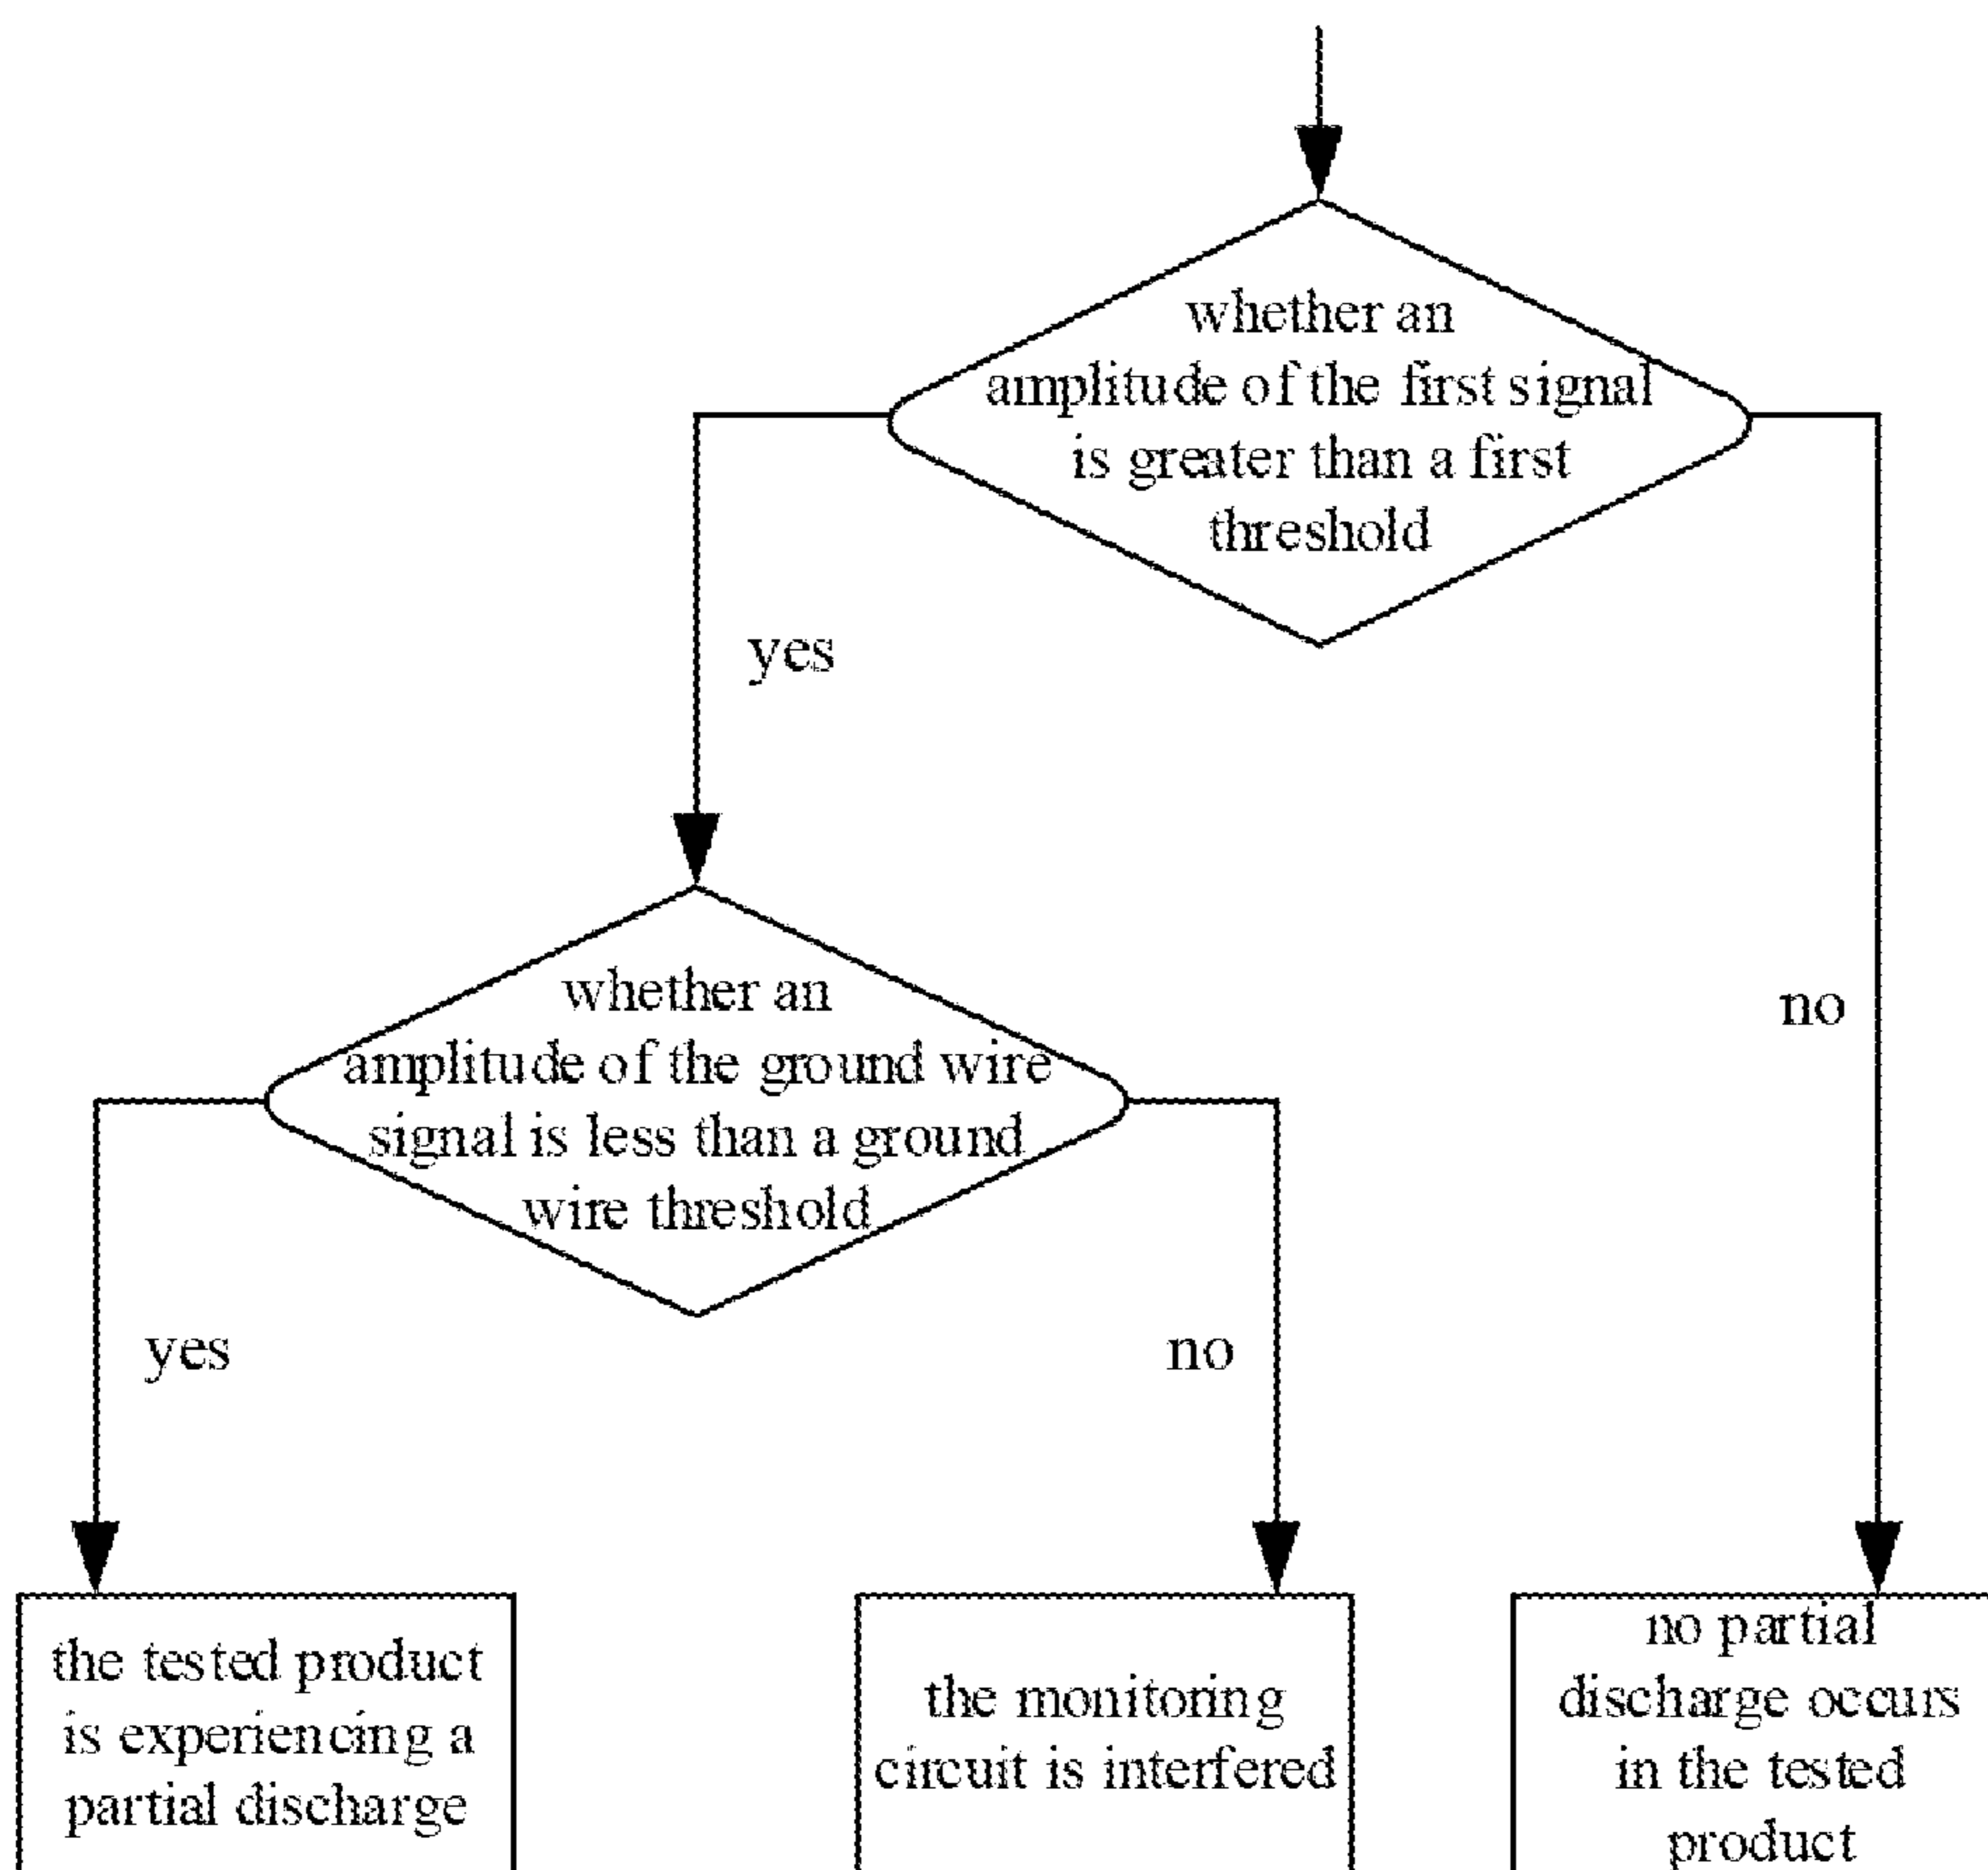 whether an
amplitude of the first signal
is greater than a first
threshold
yes
no
whether an
amplitude of the ground wire
signal is less than a ground
wire threshold
yes
no
the tested product
is experiencing a
partial discharge
the monitoring
circuit is interfered
no partial
discharge occurs
in the tested
product